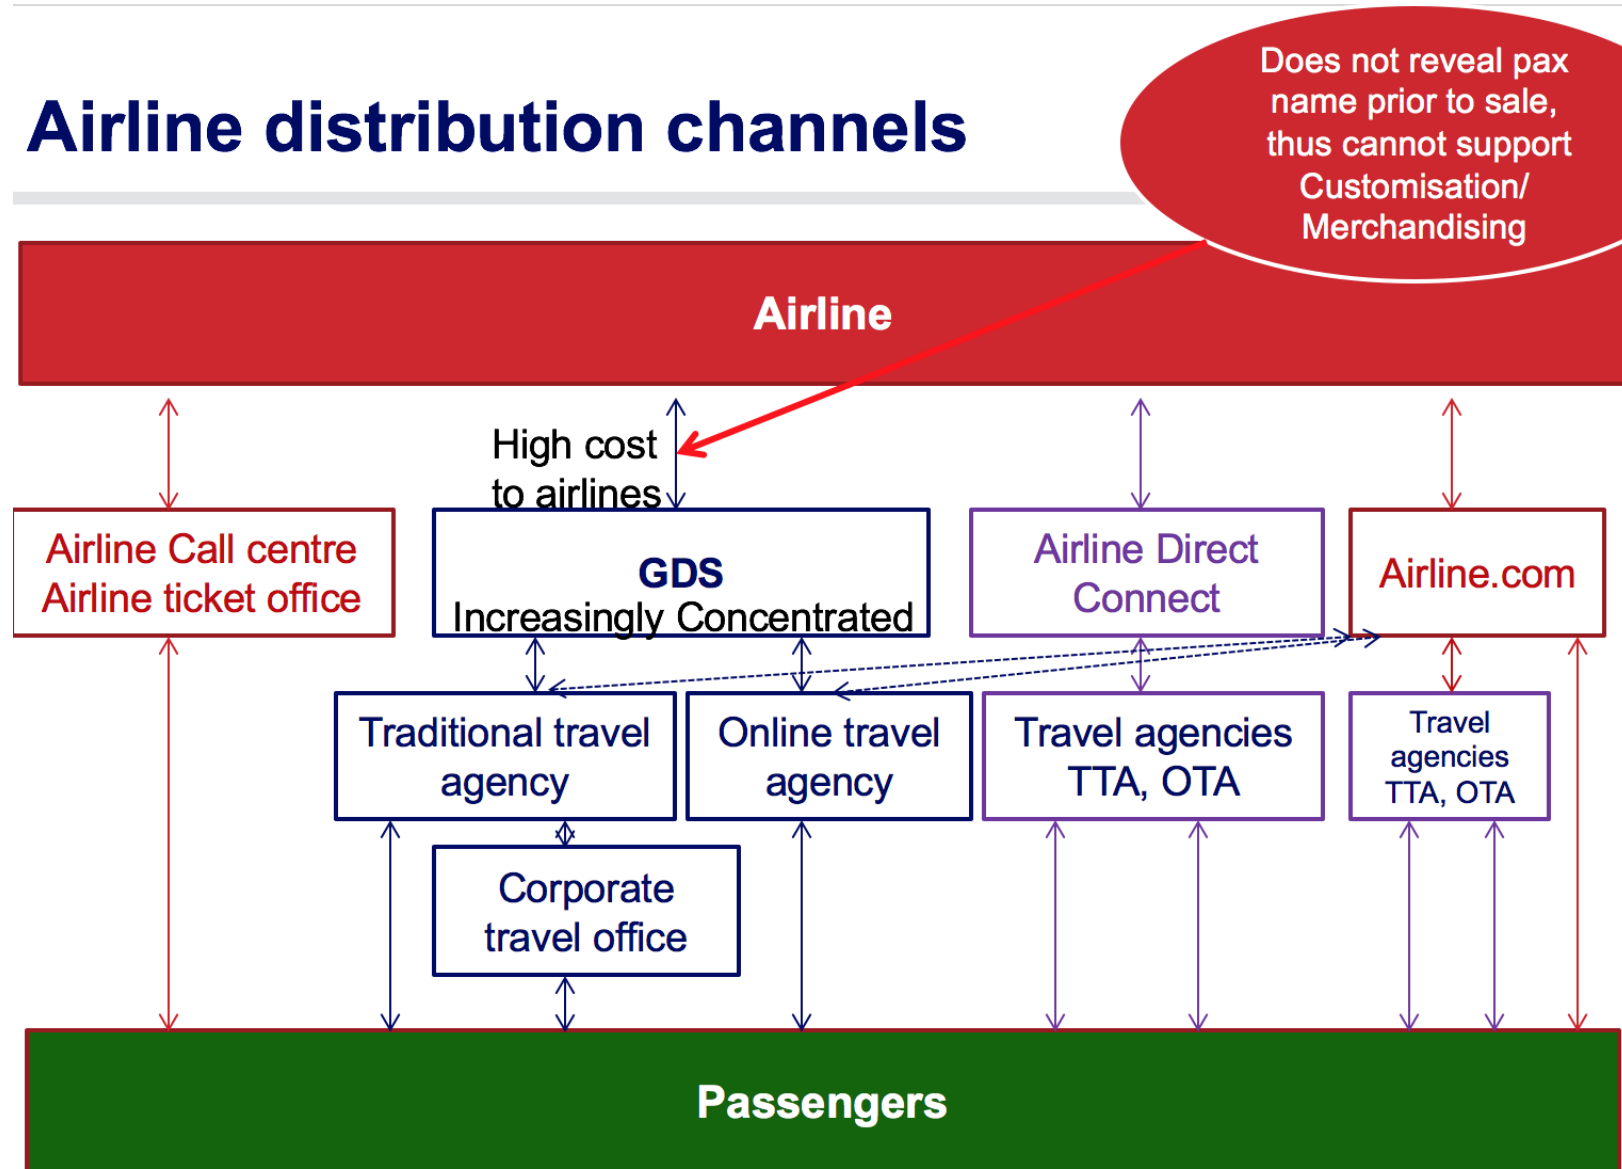 Airline distribution channels
Does not reveal pax
name prior to sale,
thus cannot support
Customisation/
Merchandising
Airline
High cost
to airlines
Airline Call centre
Airline ticket office
GDS
Increasingly Concentrated
Airline Direct
Connect
Airline.com
Traditional travel
agency
Online travel
agency
Travel agencies
TTA, OTA
Travel
agencies
TTA, OTA
Corporate
travel office
Passengers